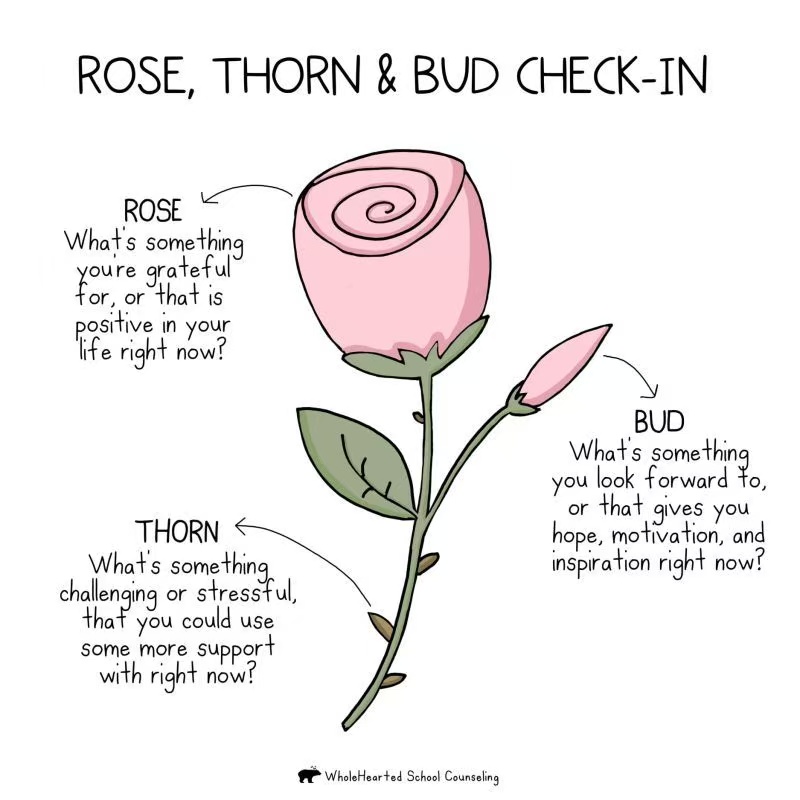 ROSE, THORN & BUD CHECK-IN
ROSE
What's something
you're grateful
for, or that is
positive in your
life right now?
BUD
What's something
you look forward to,
or that gives you
hope, motivation, and
inspiration right now?
THORN
What's something
challenging or stressful,
that you could use
some more support
with right now?
WholeHearted School Counseling